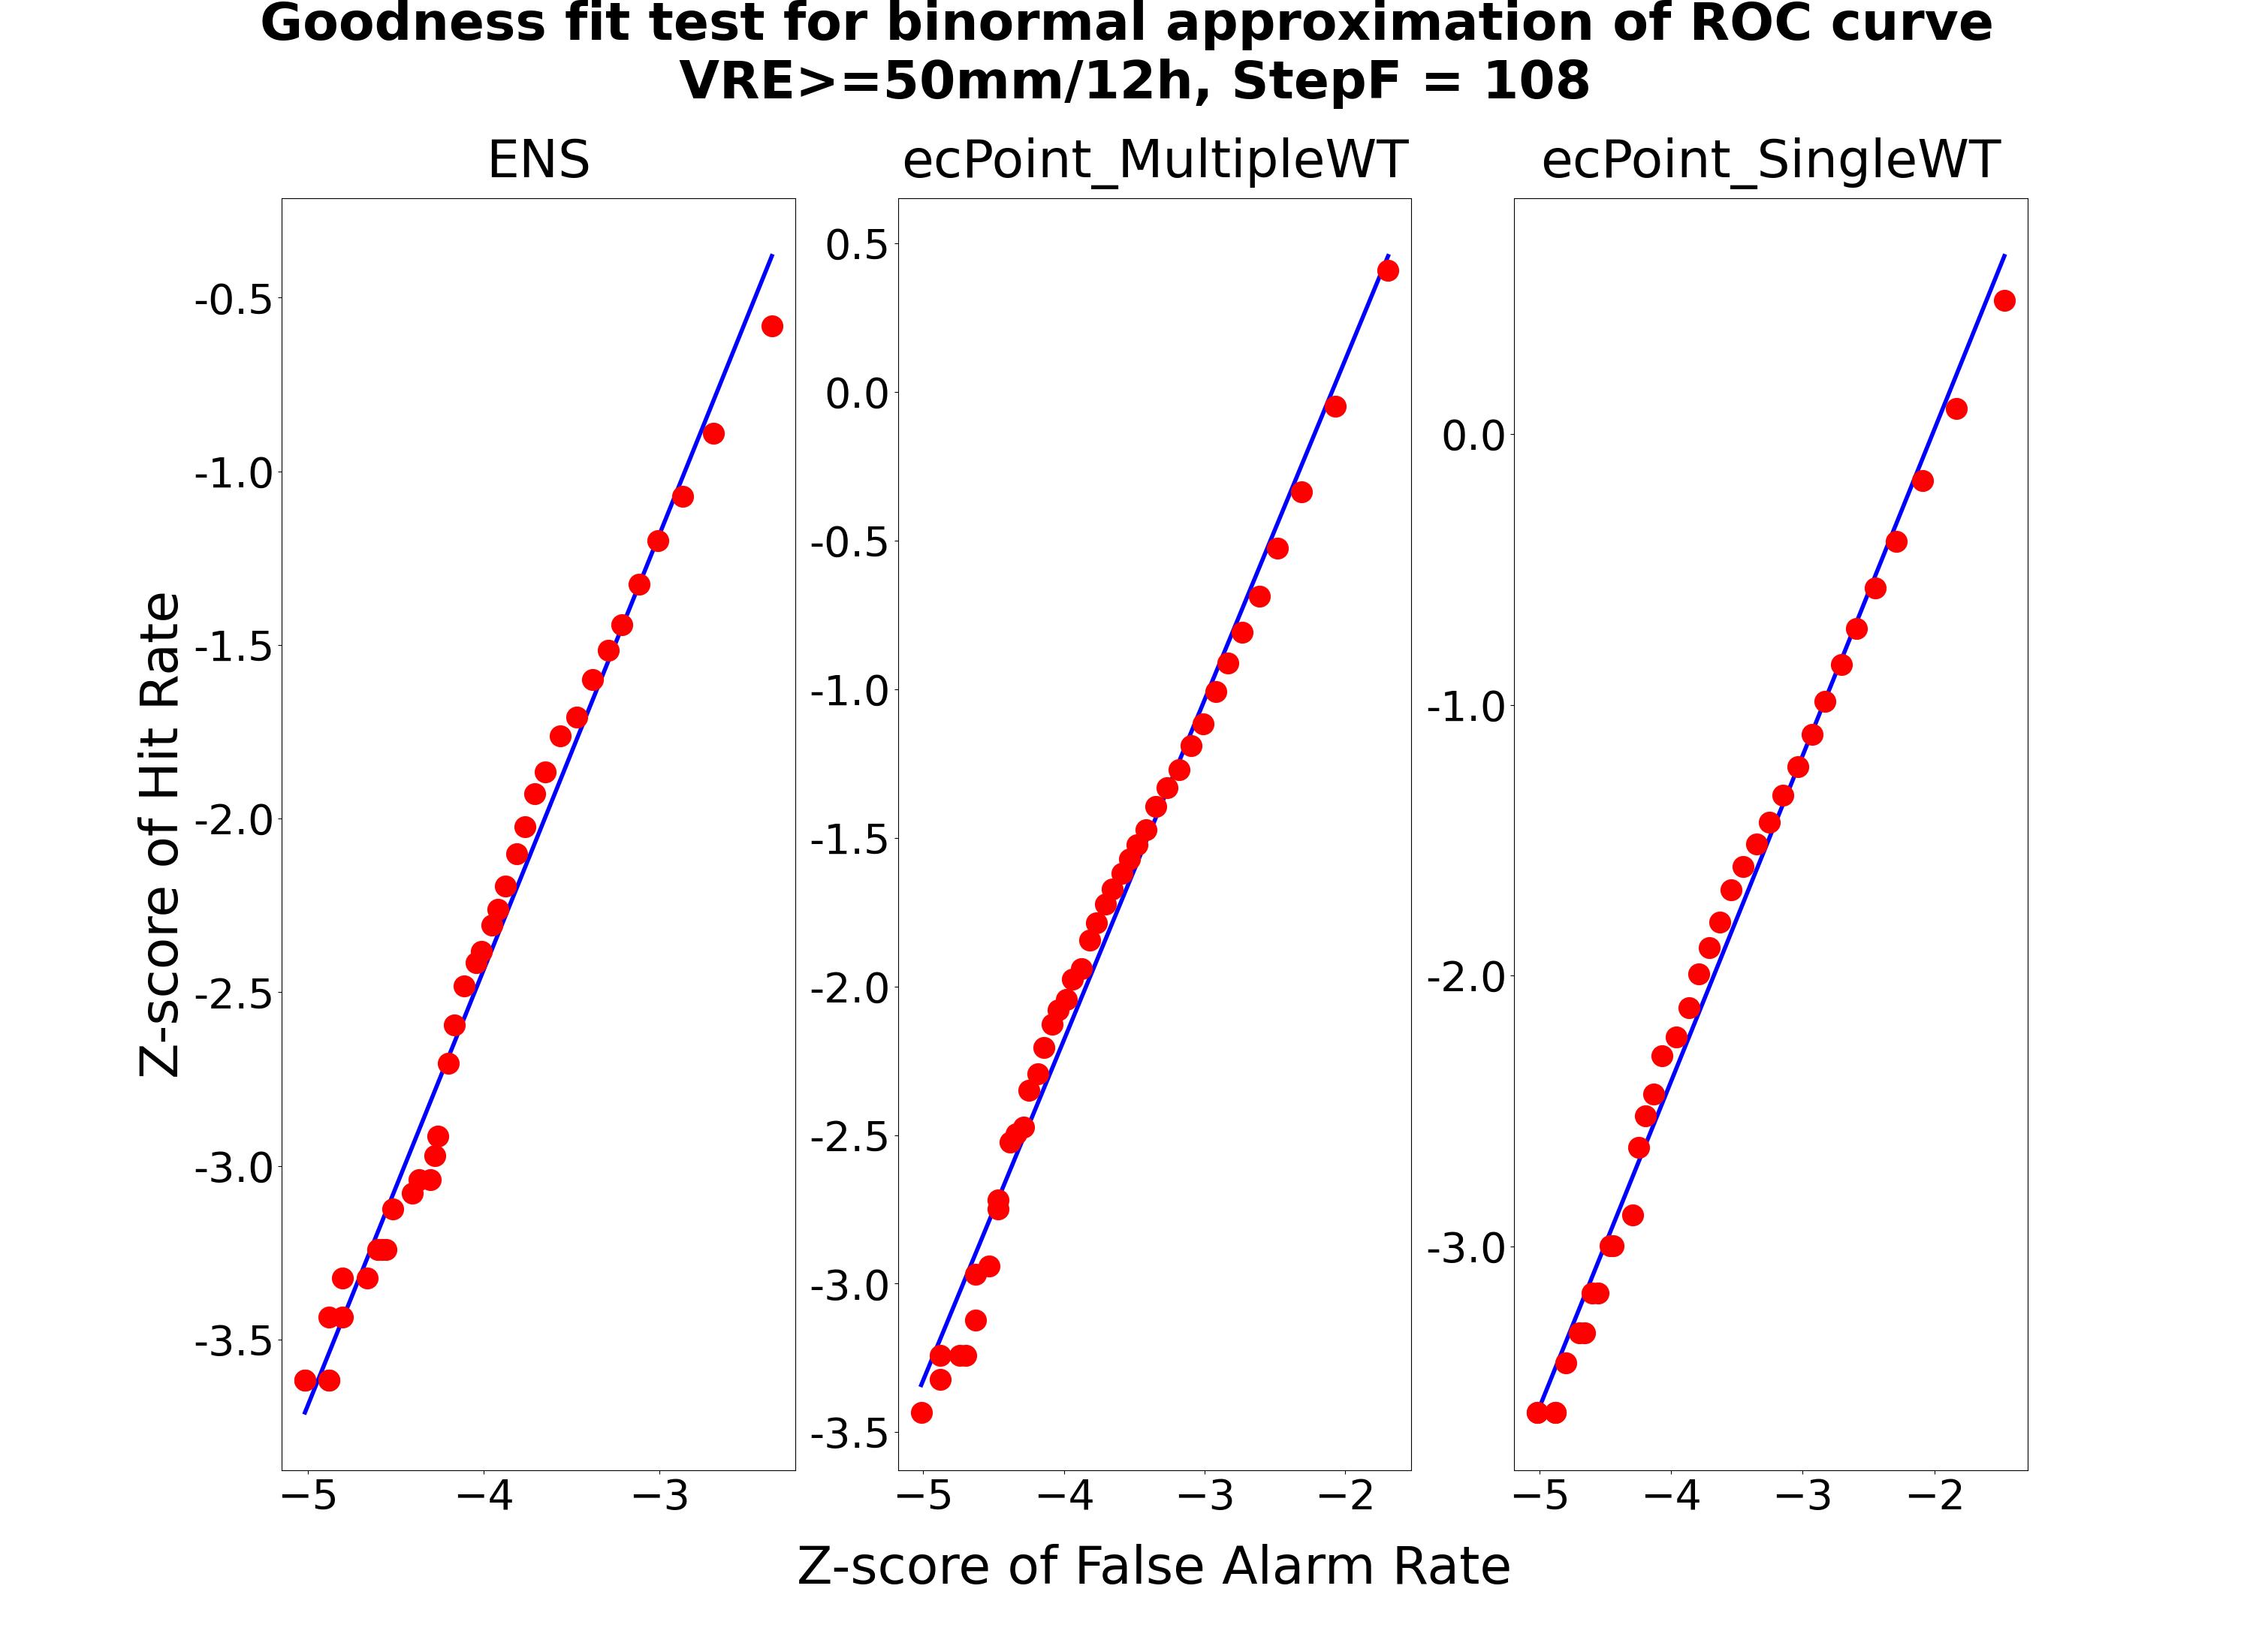 Goodness fit test for binormal approximation of ROC curve
VRE>=50mm/12h, StepF = 108
ENS
ecPoint_MultipleWT
ecPoint_SingleWT
Z-score of Hit Rate
-0.5
-1.0
-1.5
-2.0
-2.5
-3.0
-3.5
−5 −4 −3
0.5
0.0
-0.5
-1.0
-1.5
-2.0
-2.5
-3.0
-3.5
−5 −4 −3 −2
0.0
-1.0
-2.0
-3.0
−5 −4 −3 −2
Z-score of False Alarm Rate